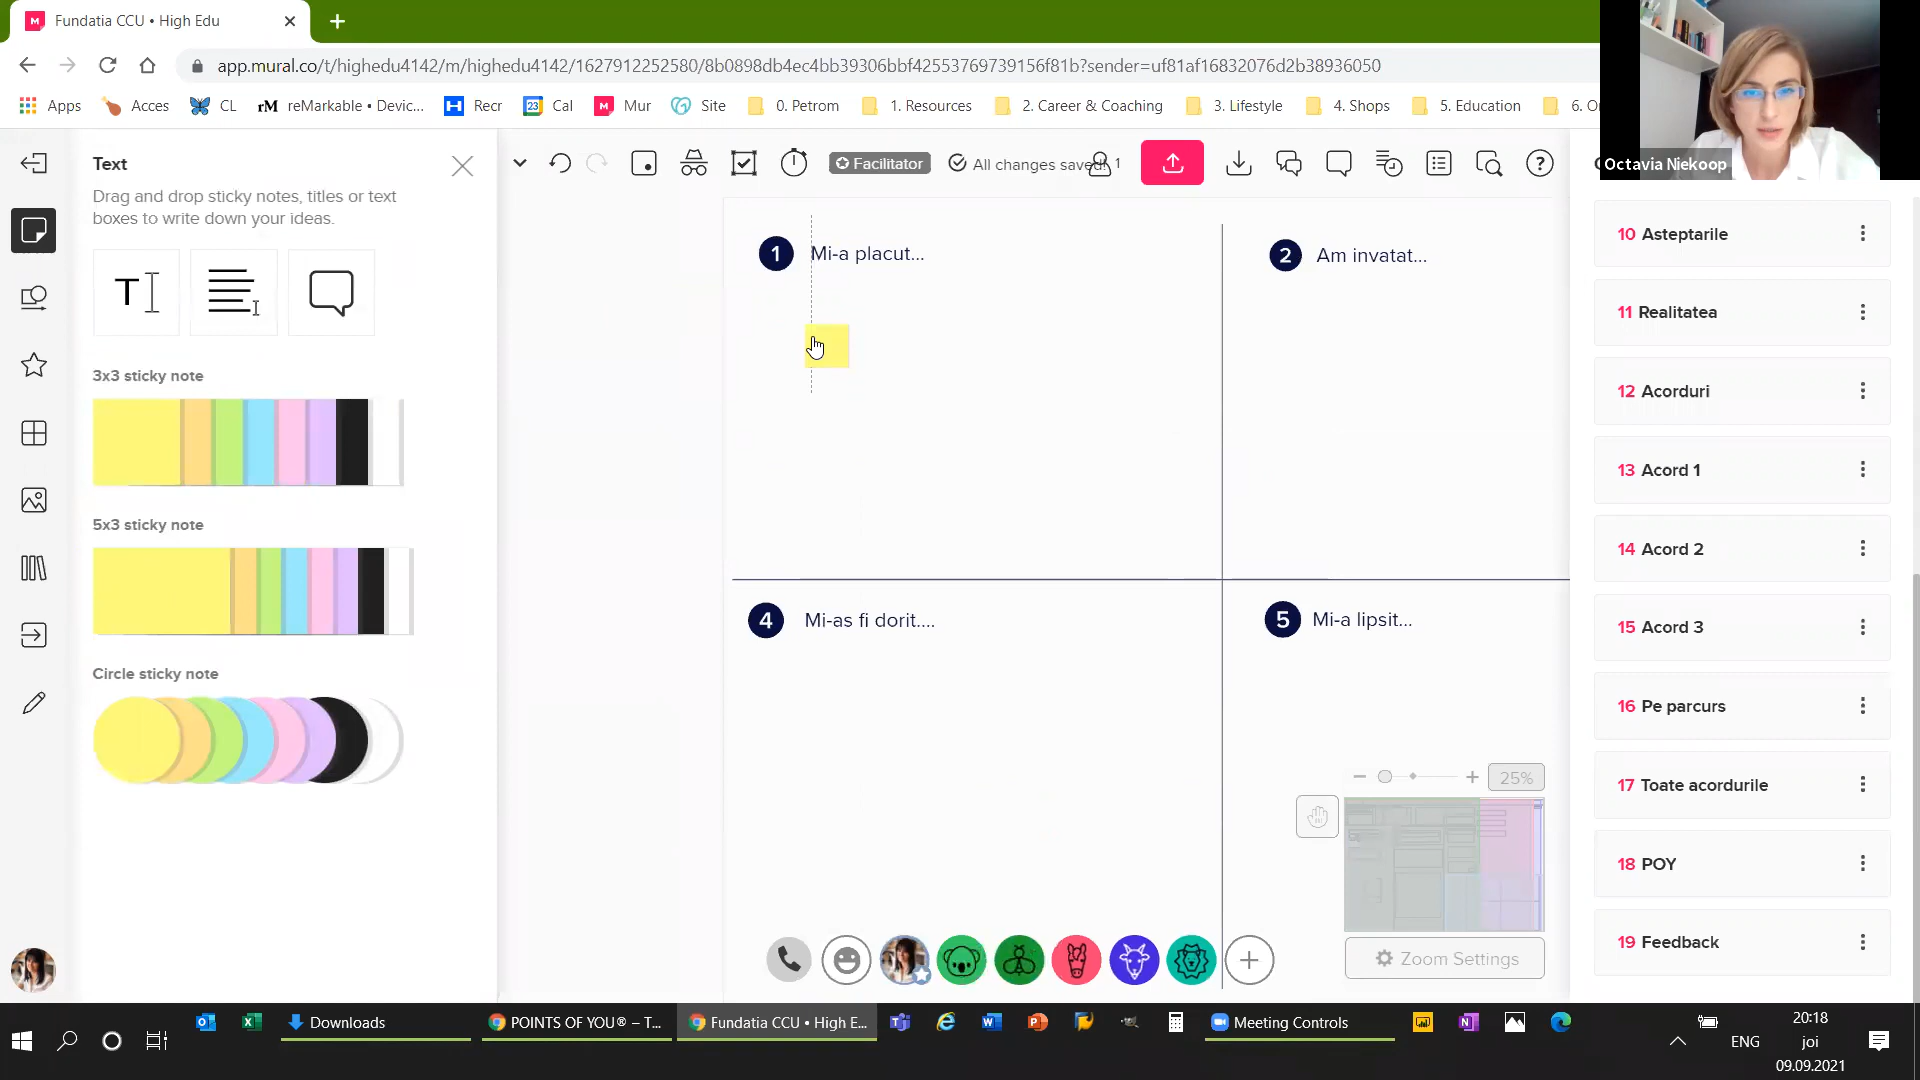 Fundatia CCU • High Edu
app.mural.co/t/highedu4142/m/highedu4142/1627912252580/8b0898db4ec4bb39306bbf42553769739156f81b?sender=uf81af16832076d2b38936050
Apps
Acces
CL
rM
reMarkable • Devic...
Recr
23
Cal
Mur
Site
0. Petrom
1. Resources
2. Career & Coaching
3. Lifestyle
4. Shops
5. Education
Octavia Niekoop
Text
Drag and drop sticky notes, titles or text
boxes to write down your ideas.
3x3 sticky note
5x3 sticky note
Circle sticky note
Facilitator
All changes saved!
1
1 Mi-a placut...
2 Am invatat...
4 Mi-as fi dorit....
5 Mi-a lipsit...
25%
Zoom Settings
10 Asteptarile
11 Realitatea
12 Acorduri
13 Acord 1
14 Acord 2
15 Acord 3
16 Pe parcurs
17 Toate acordurile
18 POY
19 Feedback
Downloads
POINTS OF YOU® – T...
Fundatia CCU • High E...
Meeting Controls
ENG
20:18
joi
09.09.2021